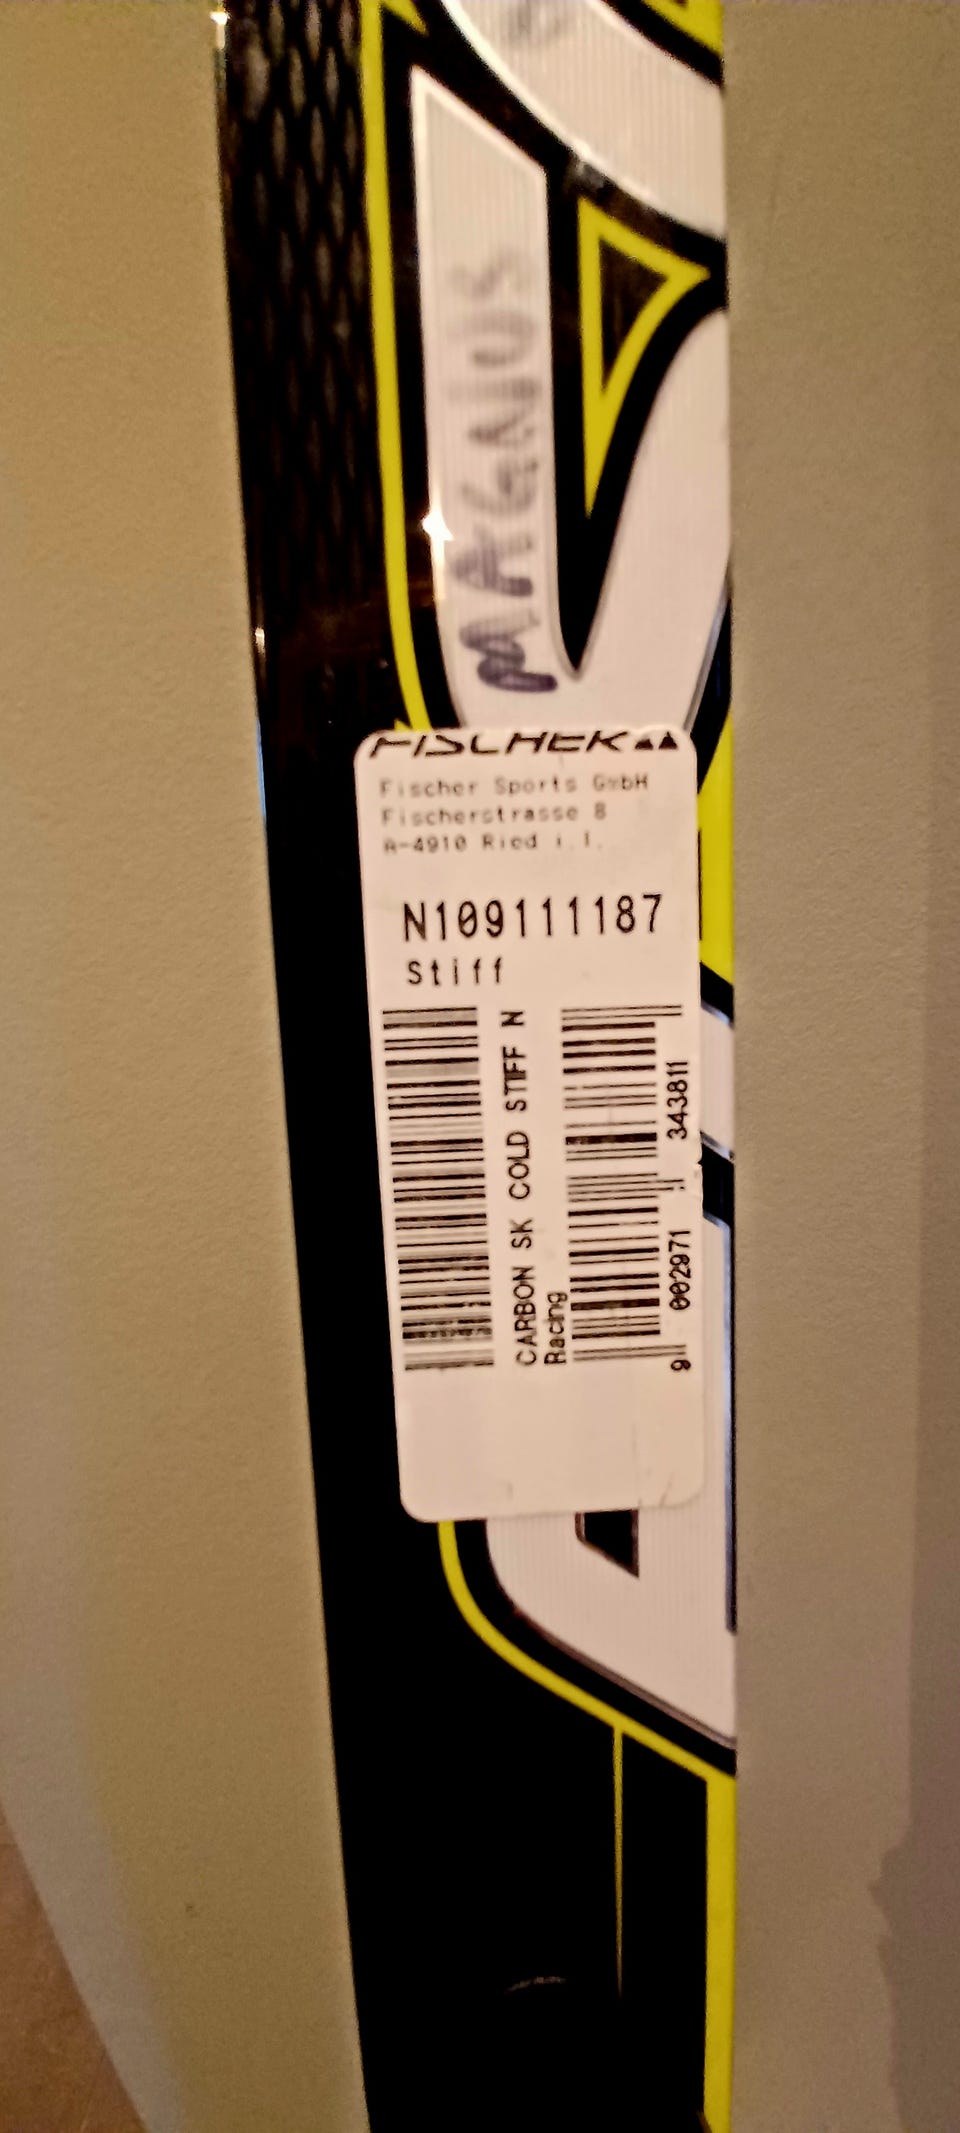 MAGNUS
FISCHER
Fischer Sports GmbH
Fischerstrasse 8
A-4910 Ried i.I.
N109111187
Stiff
CARBON SK COLD STIFF N
Racing
9 002971 343811